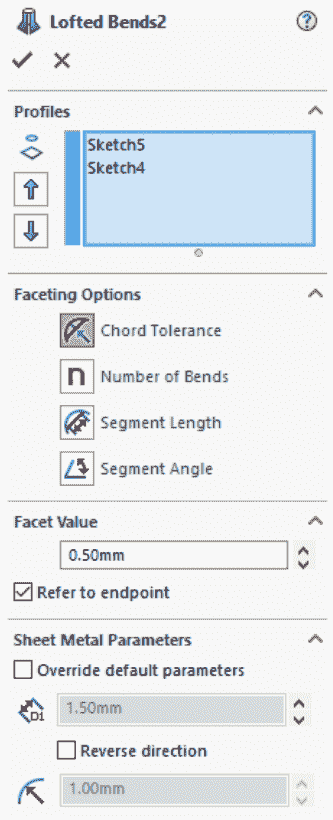 Lofted Bends2
Profiles
Sketch5
Sketch4
Faceting Options
Chord Tolerance
Number of Bends
Segment Length
Segment Angle
Facet Value
0.50mm
Refer to endpoint
Sheet Metal Parameters
Override default parameters
D1 1.50mm
Reverse direction
1.00mm